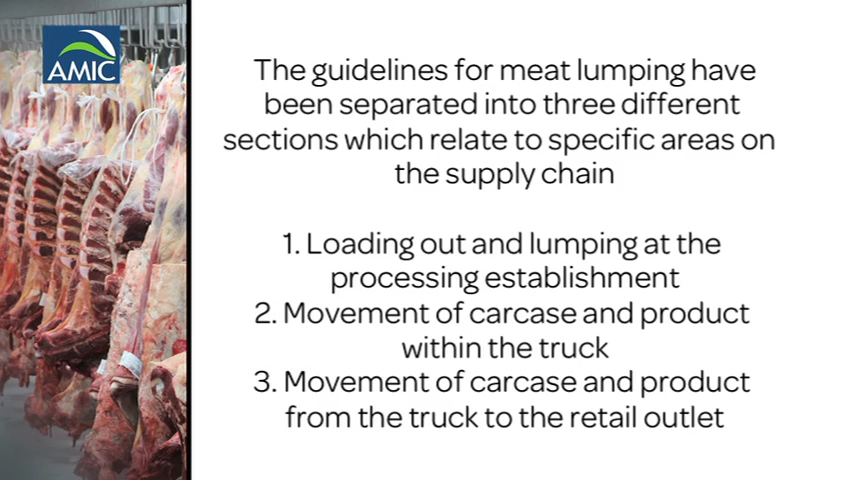 AMIC
The guidelines for meat lumping have
been separated into three different
sections which relate to specific areas on
the supply chain
1. Loading out and lumping at the
processing establishment
2. Movement of carcase and product
within the truck
3. Movement of carcase and product
from the truck to the retail outlet